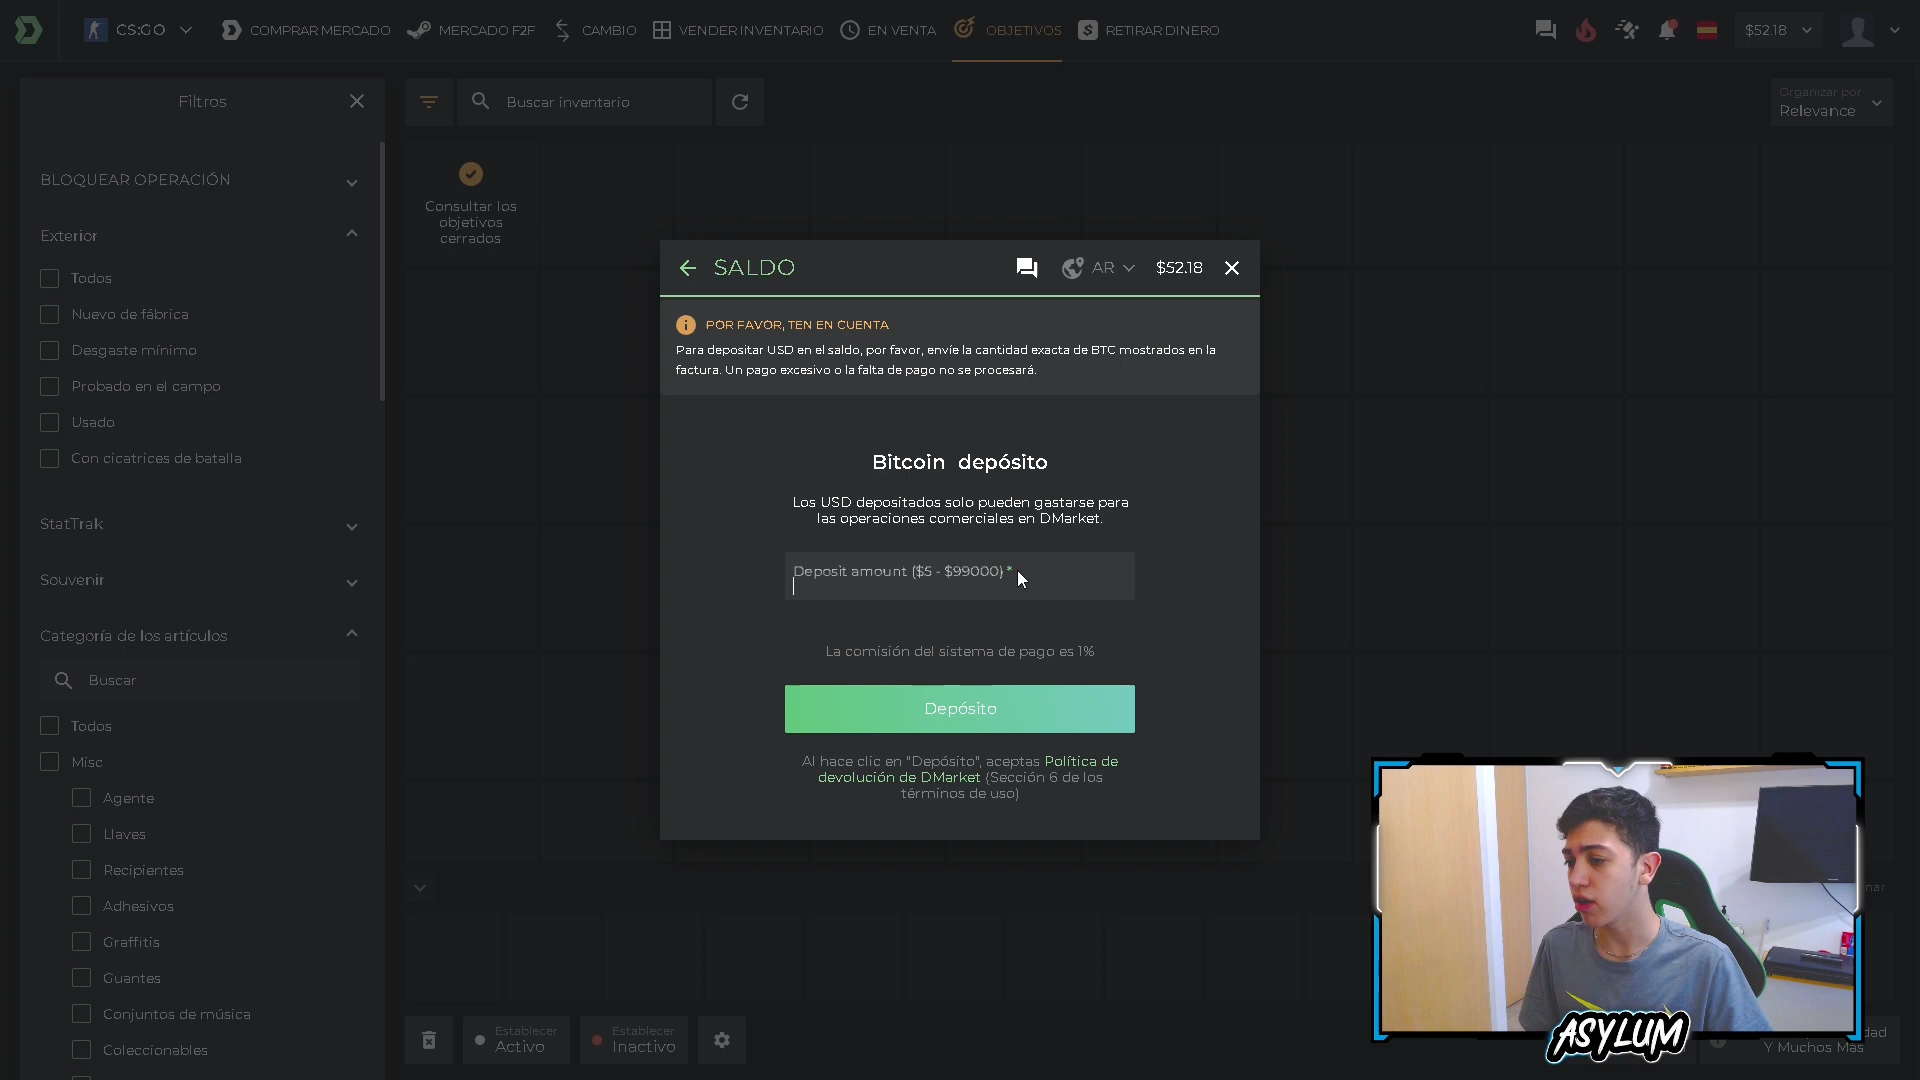 CS:GO
COMPRAR MERCADO
MERCADO F2F
CAMBIO
VENDER INVENTARIO
EN VENTA
OBJETIVOS
RETIRAR DINERO
$52.18
Filtros
Buscar inventario
Organizar por
Relevance
BLOQUEAR OPERACIÓN
Exterior
Todos
Nuevo de fábrica
Desgaste mínimo
Probado en el campo
Usado
Con cicatrices de batalla
StatTrak
Souvenir
Categoría de los artículos
Buscar
Todos
Misc
Agente
Llaves
Recipientes
Adhesivos
Graffitis
Guantes
Conjuntos de música
Coleccionables
Consultar los
objetivos
cerrados
SALDO
AR
$52.18
POR FAVOR, TEN EN CUENTA
Para depositar USD en el saldo, por favor, envíe la cantidad exacta de BTC mostrados en la
factura. Un pago excesivo o la falta de pago no se procesará.
Bitcoin depósito
Los USD depositados solo pueden gastarse para
las operaciones comerciales en DMarket.
Deposit amount ($5 - $99000) *
La comisión del sistema de pago es 1%
Depósito
Al hace clic en "Depósito", aceptas Política de
devolución de DMarket (Sección 6 de los
términos de uso)
Establecer
Activo
Establecer
Inactivo
ASYLUM
Y Muchos Más